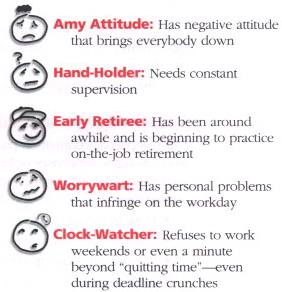 Amy Attitude: Has negative attitude
that brings everybody down
Hand-Holder: Needs constant
supervision
Early Retiree: Has been around
awhile and is beginning to practice
on-the-job retirement
Worrywart: Has personal problems
that infringe on the workday
Clock-Watcher: Refuses to work
weekends or even a minute
beyond "quitting time"—even
during deadline crunches